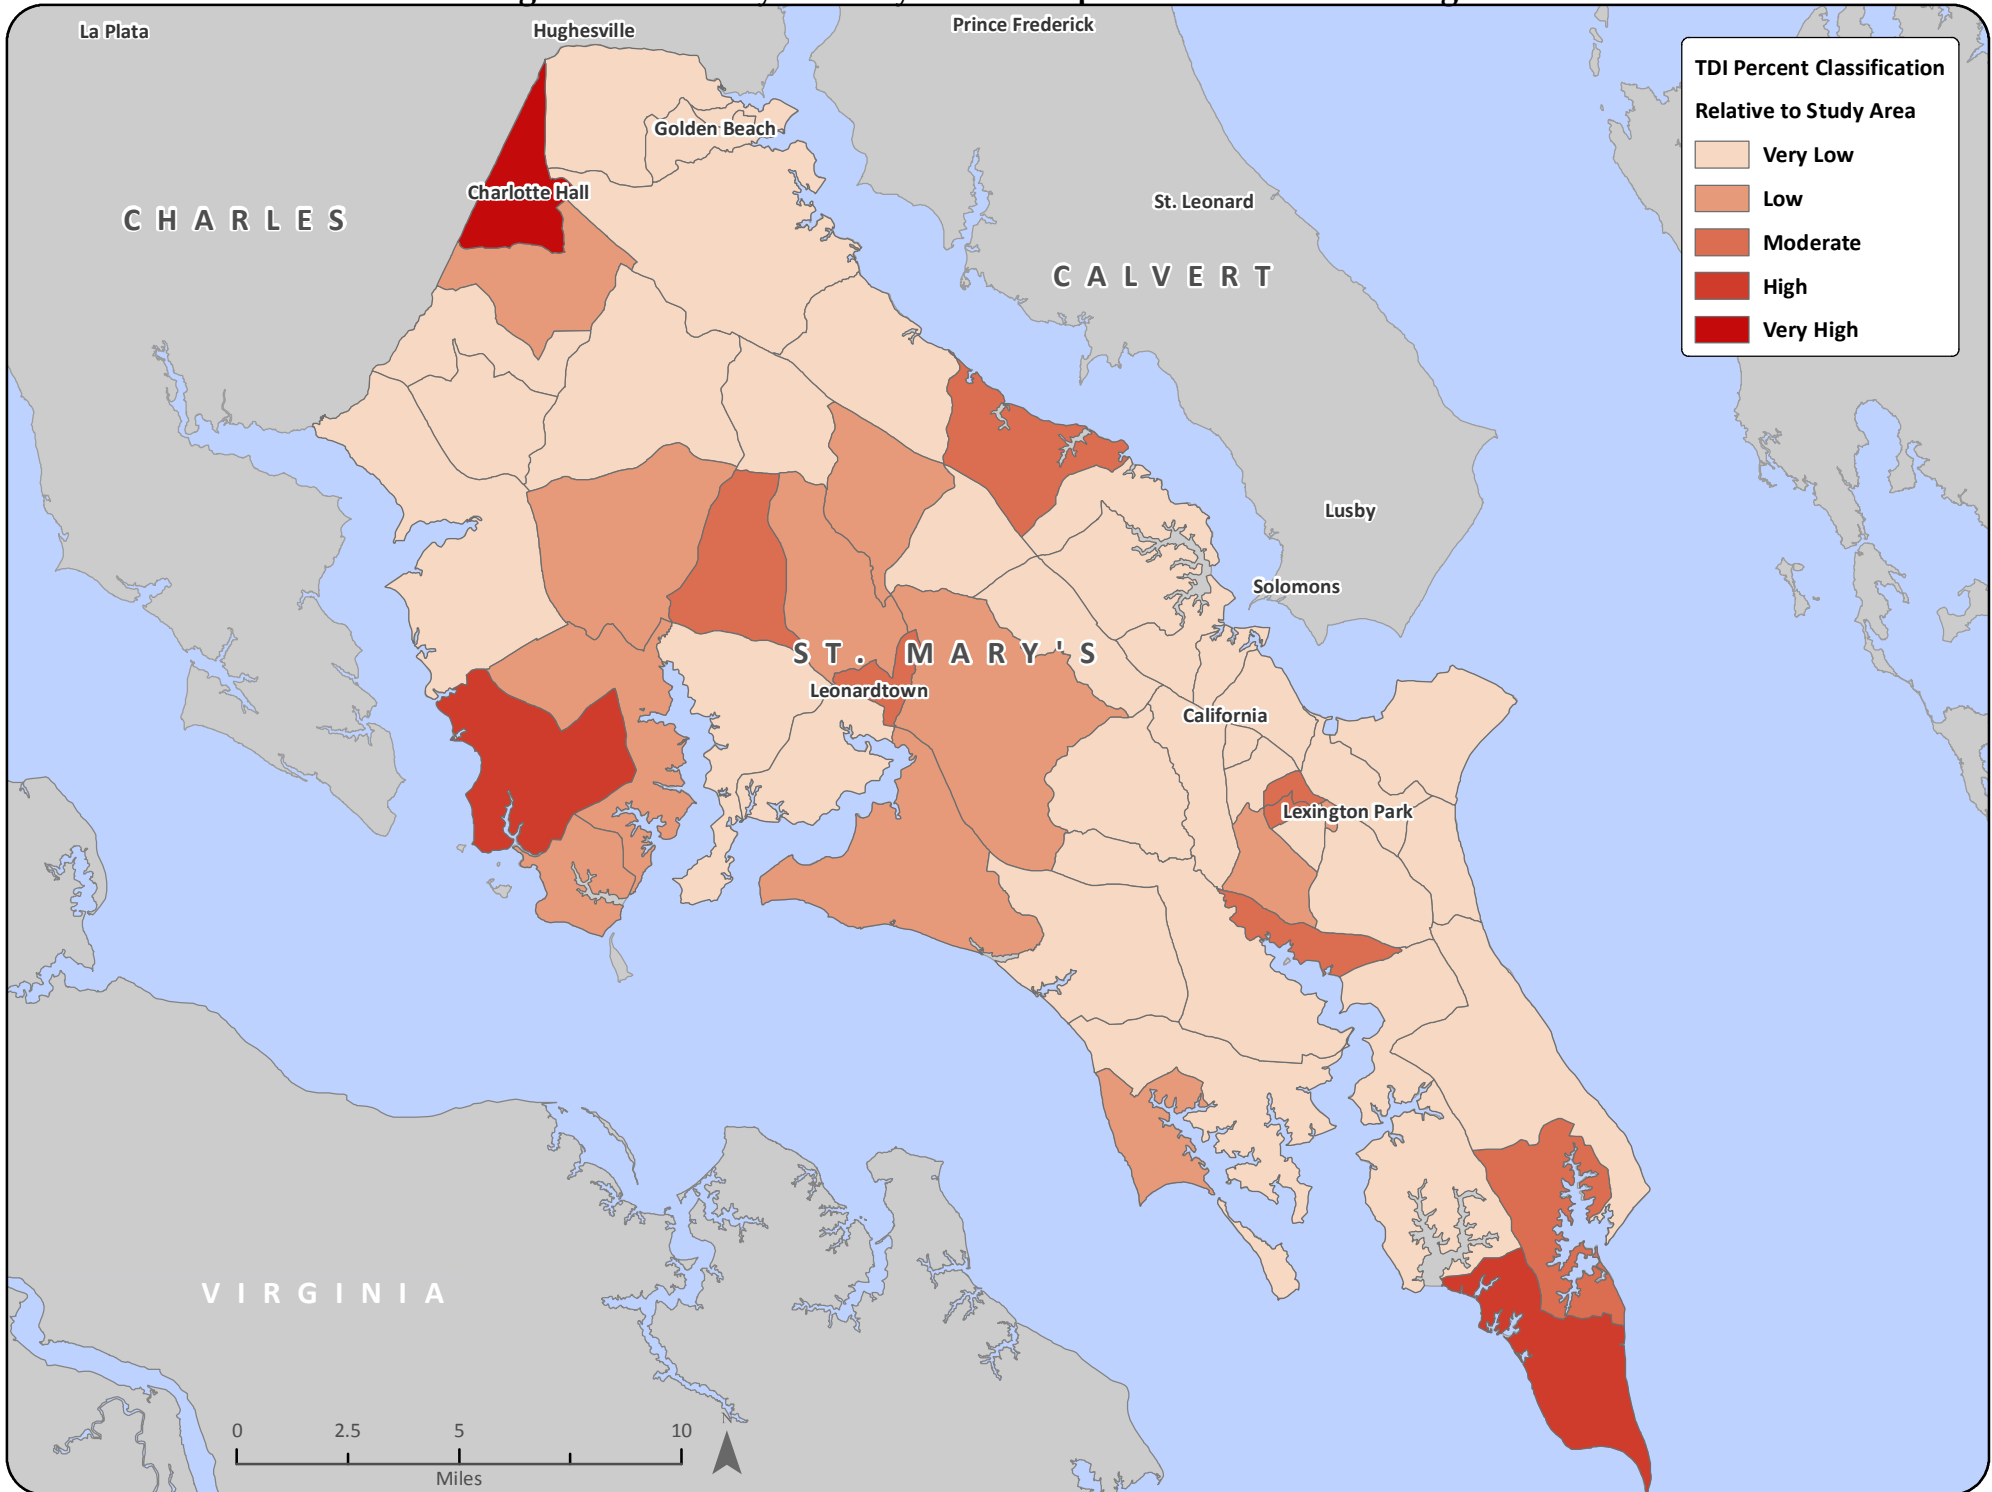 La Plata
Hughesville
Prince Frederick
Golden Beach
Charlotte Hall
CHARLES
St. Leonard
CALVERT
Lusby
Solomons
ST. MARY'S
Leonardtown
California
Lexington Park
VIRGINIA
TDI Percent Classification
Relative to Study Area
Very Low
Low
Moderate
High
Very High
0 2.5 5 10
Miles
N